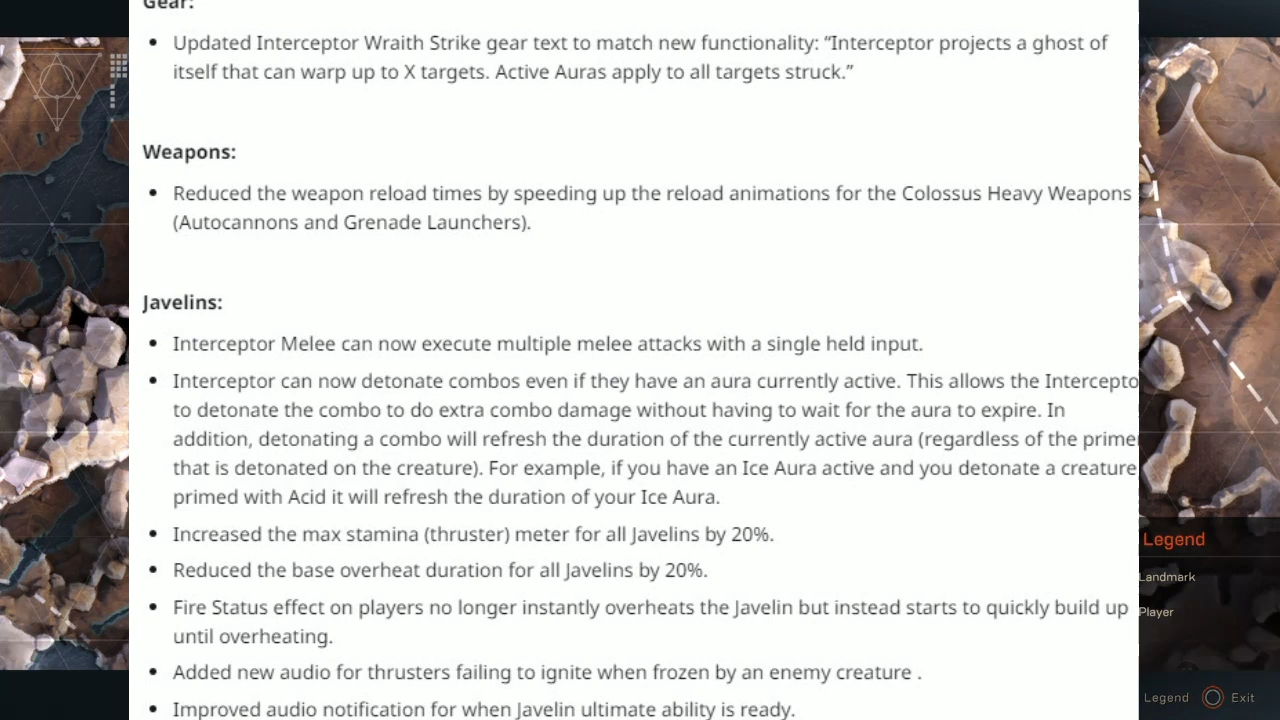 Gear:
Updated Interceptor Wraith Strike gear text to match new functionality: “Interceptor projects a ghost of
itself that can warp up to X targets. Active Auras apply to all targets struck.”
Weapons:
Reduced the weapon reload times by speeding up the reload animations for the Colossus Heavy Weapons
(Autocannons and Grenade Launchers).
Javelins:
Interceptor Melee can now execute multiple melee attacks with a single held input.
Interceptor can now detonate combos even if they have an aura currently active. This allows the Intercepto
to detonate the combo to do extra combo damage without having to wait for the aura to expire. In
addition, detonating a combo will refresh the duration of the currently active aura (regardless of the primer
that is detonated on the creature). For example, if you have an Ice Aura active and you detonate a creature
primed with Acid it will refresh the duration of your Ice Aura.
Increased the max stamina (thruster) meter for all Javelins by 20%.
Reduced the base overheat duration for all Javelins by 20%.
Fire Status effect on players no longer instantly overheats the Javelin but instead starts to quickly build up
until overheating.
Added new audio for thrusters failing to ignite when frozen by an enemy creature .
Improved audio notification for when Javelin ultimate ability is ready.
Legend
Landmark
Player
Legend Exit